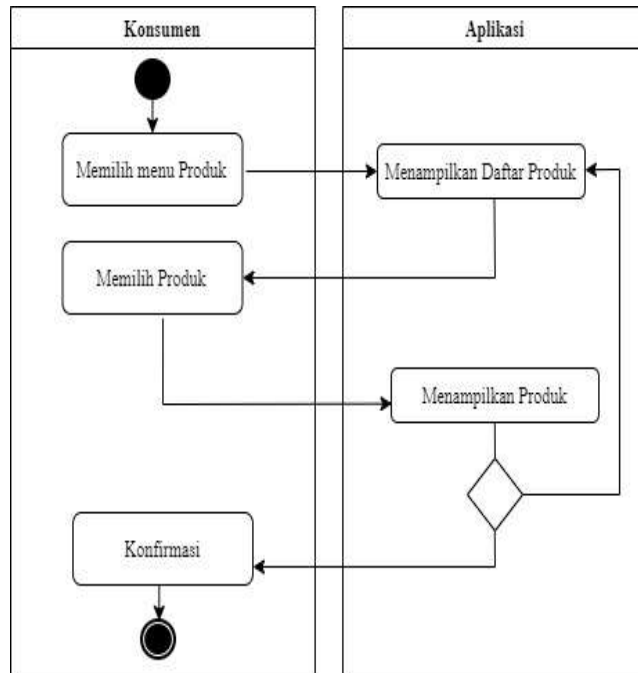 Konsumen
Aplikasi
Memilih menu Produk
Menampilkan Daftar Produk
Memilih Produk
Menampilkan Produk
Konfirmasi